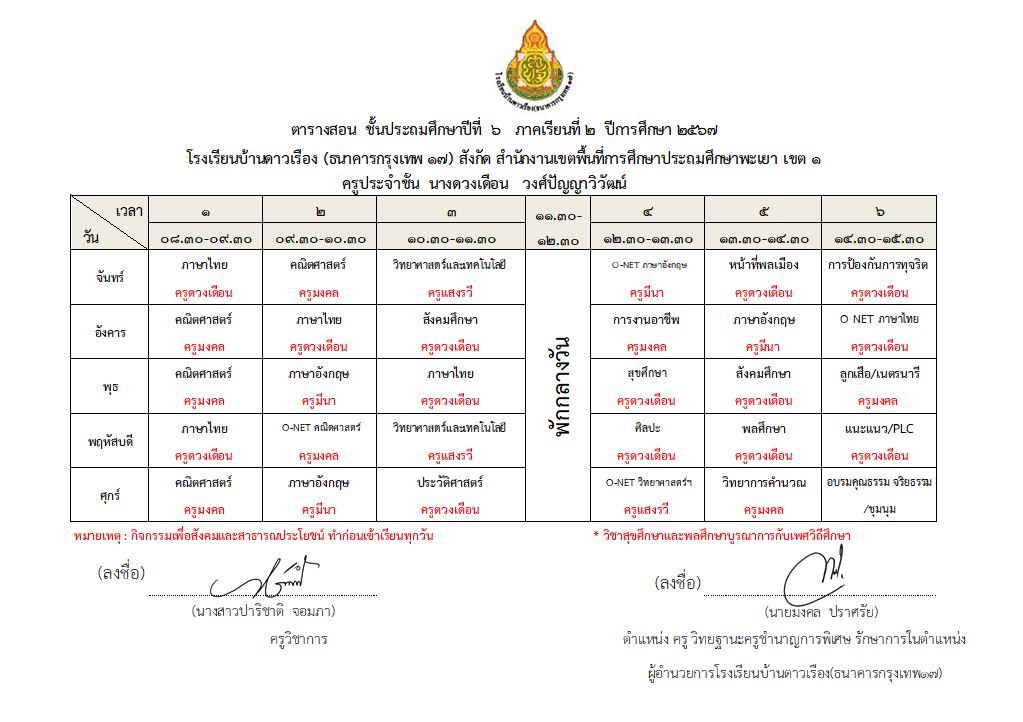 โรงเรียนบ้านดาวเรือง(ธนาคารกรุงเทพ ๑๗)
ตารางสอน ชั้นประถมศึกษาปีที่ ๖ ภาคเรียนที่ ๒ ปีการศึกษา ๒๕๖๗
โรงเรียนบ้านดาวเรือง (ธนาคารกรุงเทพ ๑๗) สังกัด สำนักงานเขตพื้นที่การศึกษาประถมศึกษาพะเยา เขต ๑
ครูประจำชั้น นางดวงเดือน วงศ์ปัญญาวิวัฒน์
เวลา ๑ ๒ ๓ ๑๑.๓๐- ๔ ๕ ๖
วัน ๐๘.๓๐-๐๙.๓๐ ๐๙.๓๐-๑๐.๓๐ ๑๐.๓๐-๑๑.๓๐ ๑๒.๓๐ ๑๒.๓๐-๑๓.๓๐ ๑๓.๓๐-๑๔.๓๐ ๑๔.๓๐-๑๕.๓๐
จันทร์ ภาษาไทย คณิตศาสตร์ วิทยาศาสตร์และเทคโนโลยี O-NET ภาษาอังกฤษ หน้าที่พลเมือง การป้องกันการทุจริต
ครูดวงเดือน ครูมงคล ครูแสงรวี ครูมีนา ครูดวงเดือน ครูดวงเดือน
อังคาร คณิตศาสตร์ ภาษาไทย สังคมศึกษา การงานอาชีพ ภาษาอังกฤษ O-NET ภาษาไทย
ครูมงคล ครูดวงเดือน ครูดวงเดือน ครูมงคล ครูมีนา ครูดวงเดือน
พักกลางวัน
พุธ คณิตศาสตร์ ภาษาอังกฤษ ภาษาไทย สุขศึกษา สังคมศึกษา ลูกเสือ/เนตรนารี
ครูมงคล ครูมีนา ครูดวงเดือน ครูดวงเดือน ครูดวงเดือน ครูมงคล
พฤหัสบดี ภาษาไทย O-NET คณิตศาสตร์ วิทยาศาสตร์และเทคโนโลยี ศิลปะ พลศึกษา แนะแนว/PLC
ครูดวงเดือน ครูมงคล ครูแสงรวี ครูดวงเดือน ครูดวงเดือน ครูดวงเดือน
ศุกร์ คณิตศาสตร์ ภาษาอังกฤษ ประวัติศาสตร์ O-NET วิทยาศาสตร์ฯ วิทยาการคำนวณ อบรมคุณธรรม จริยธรรม
ครูมงคล ครูมีนา ครูดวงเดือน ครูแสงรวี ครูมงคล /ชุมนุม
หมายเหตุ : กิจกรรมเพื่อสังคมและสาธารณประโยชน์ ทำก่อนเข้าเรียนทุกวัน * วิชาสุขศึกษาและพลศึกษาบูรณาการกับเพศวิถีศึกษา
(ลงชื่อ) (ลงชื่อ)
(นางสาวปาริชาติ จอมภา) (นายมงคล ปราศรัย)
ครูวิชาการ ตำแหน่ง ครู วิทยฐานะครูชำนาญการพิเศษ รักษาการในตำแหน่ง
ผู้อำนวยการโรงเรียนบ้านดาวเรือง(ธนาคารกรุงเทพ๑๗)